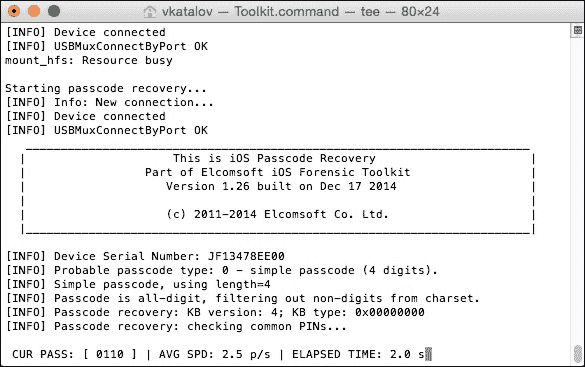 vkatalov — Toolkit.command — tee — 80×24
[INFO] Device connected
[INFO] USBMuxConnectByPort OK
mount_hfs: Resource busy
Starting passcode recovery...
[INFO] Info: New connection...
[INFO] Device connected
[INFO] USBMuxConnectByPort OK
This is iOS Passcode Recovery
Part of Elcomsoft iOS Forensic Toolkit
Version 1.26 built on Dec 17 2014
(c) 2011-2014 Elcomsoft Co. Ltd.
[INFO] Device Serial Number: JF13478EE00
[INFO] Probable passcode type: 0 - simple passcode (4 digits).
[INFO] Simple passcode, using length=4
[INFO] Passcode is all-digit, filtering out non-digits from charset.
[INFO] Passcode recovery: KB version: 4; KB type: 0x00000000
[INFO] Passcode recovery: checking common PINs...
CUR PASS: [ 0110 ] | AVG SPD: 2.5 p/s | ELAPSED TIME: 2.0 s